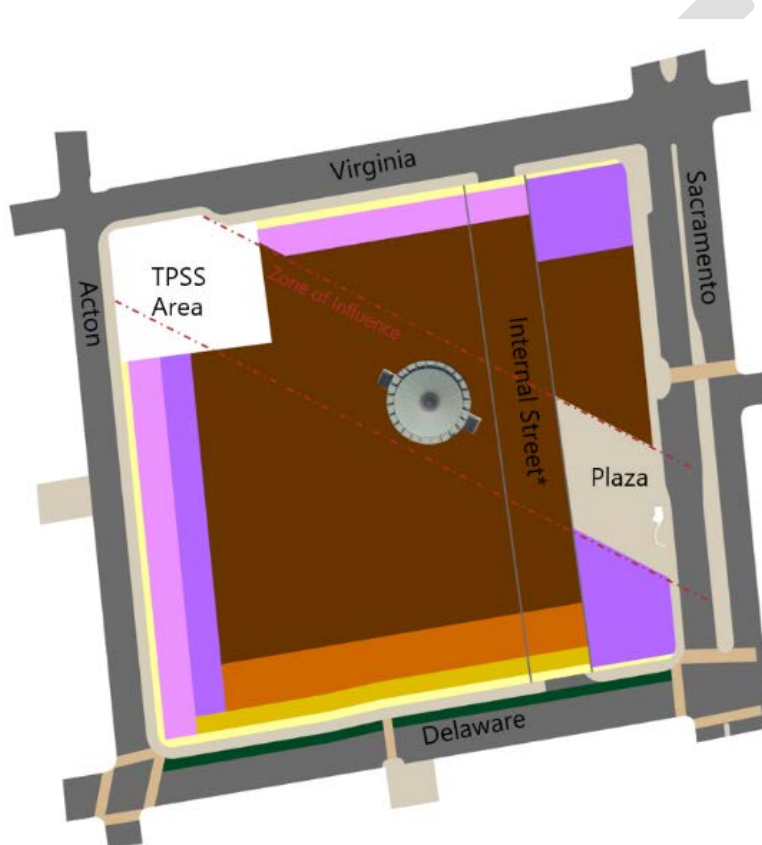 Virginia
Sacramento
TPSS
Area
Zone of Influence
Acton
Internal Street*
Plaza
Delaware